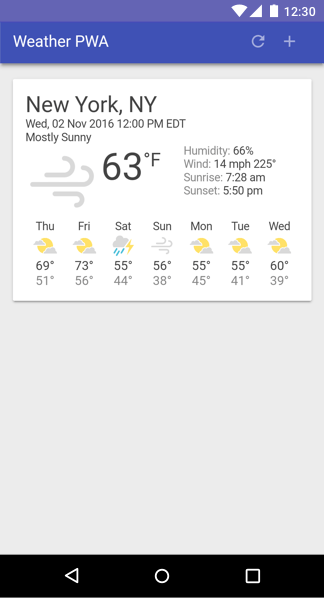 12:30
Weather PWA
New York, NY
Wed, 02 Nov 2016 12:00 PM EDT
Mostly Sunny
63°F
Humidity: 66%
Wind: 14 mph 225°
Sunrise: 7:28 am
Sunset: 5:50 pm
Thu Fri Sat Sun Mon Tue Wed
69° 73° 55° 56° 55° 55° 60°
51° 56° 44° 38° 45° 41° 39°